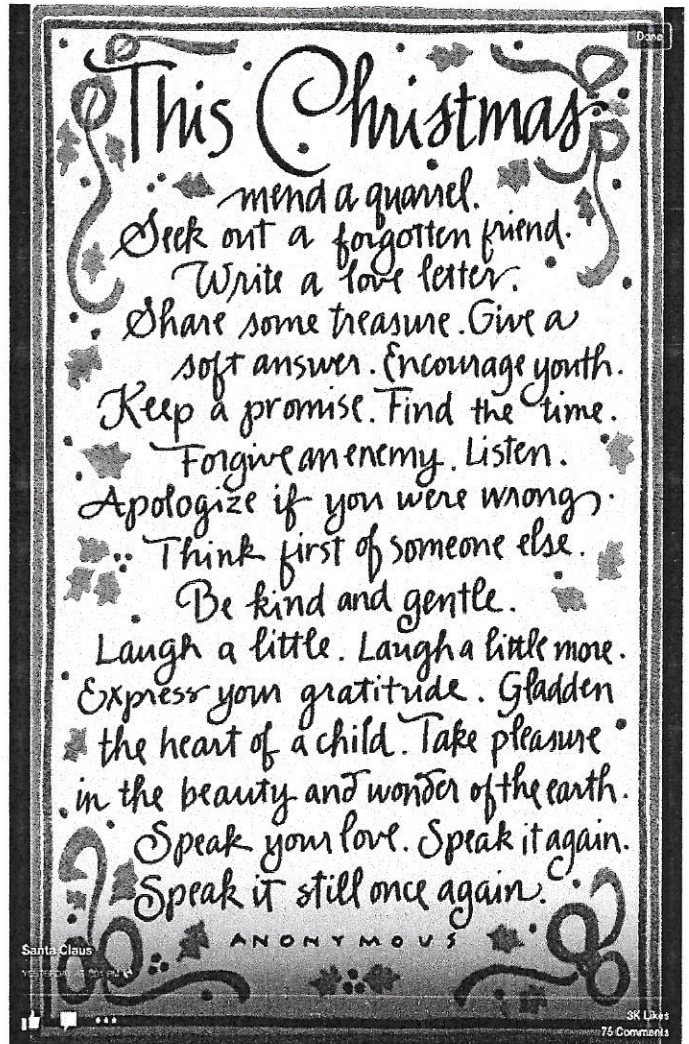 Done
This Christmas
mend a quarrel.
Seek out a forgotten friend.
Write a love letter.
Share some treasure. Give a
soft answer. Encourage youth.
Keep a promise. Find the time.
Forgive an enemy. Listen.
Apologize if you were wrong.
Think first of someone else.
Be kind and gentle.
Laugh a little. Laugh a little more.
Express your gratitude. Gladden
the heart of a child. Take pleasure
in the beauty and wonder of the earth.
Speak your love. Speak it again.
Speak it still once again.
ANONYMOUS
Santa Claus
YESTERDAY AT PM
3K Likes
75 Comments